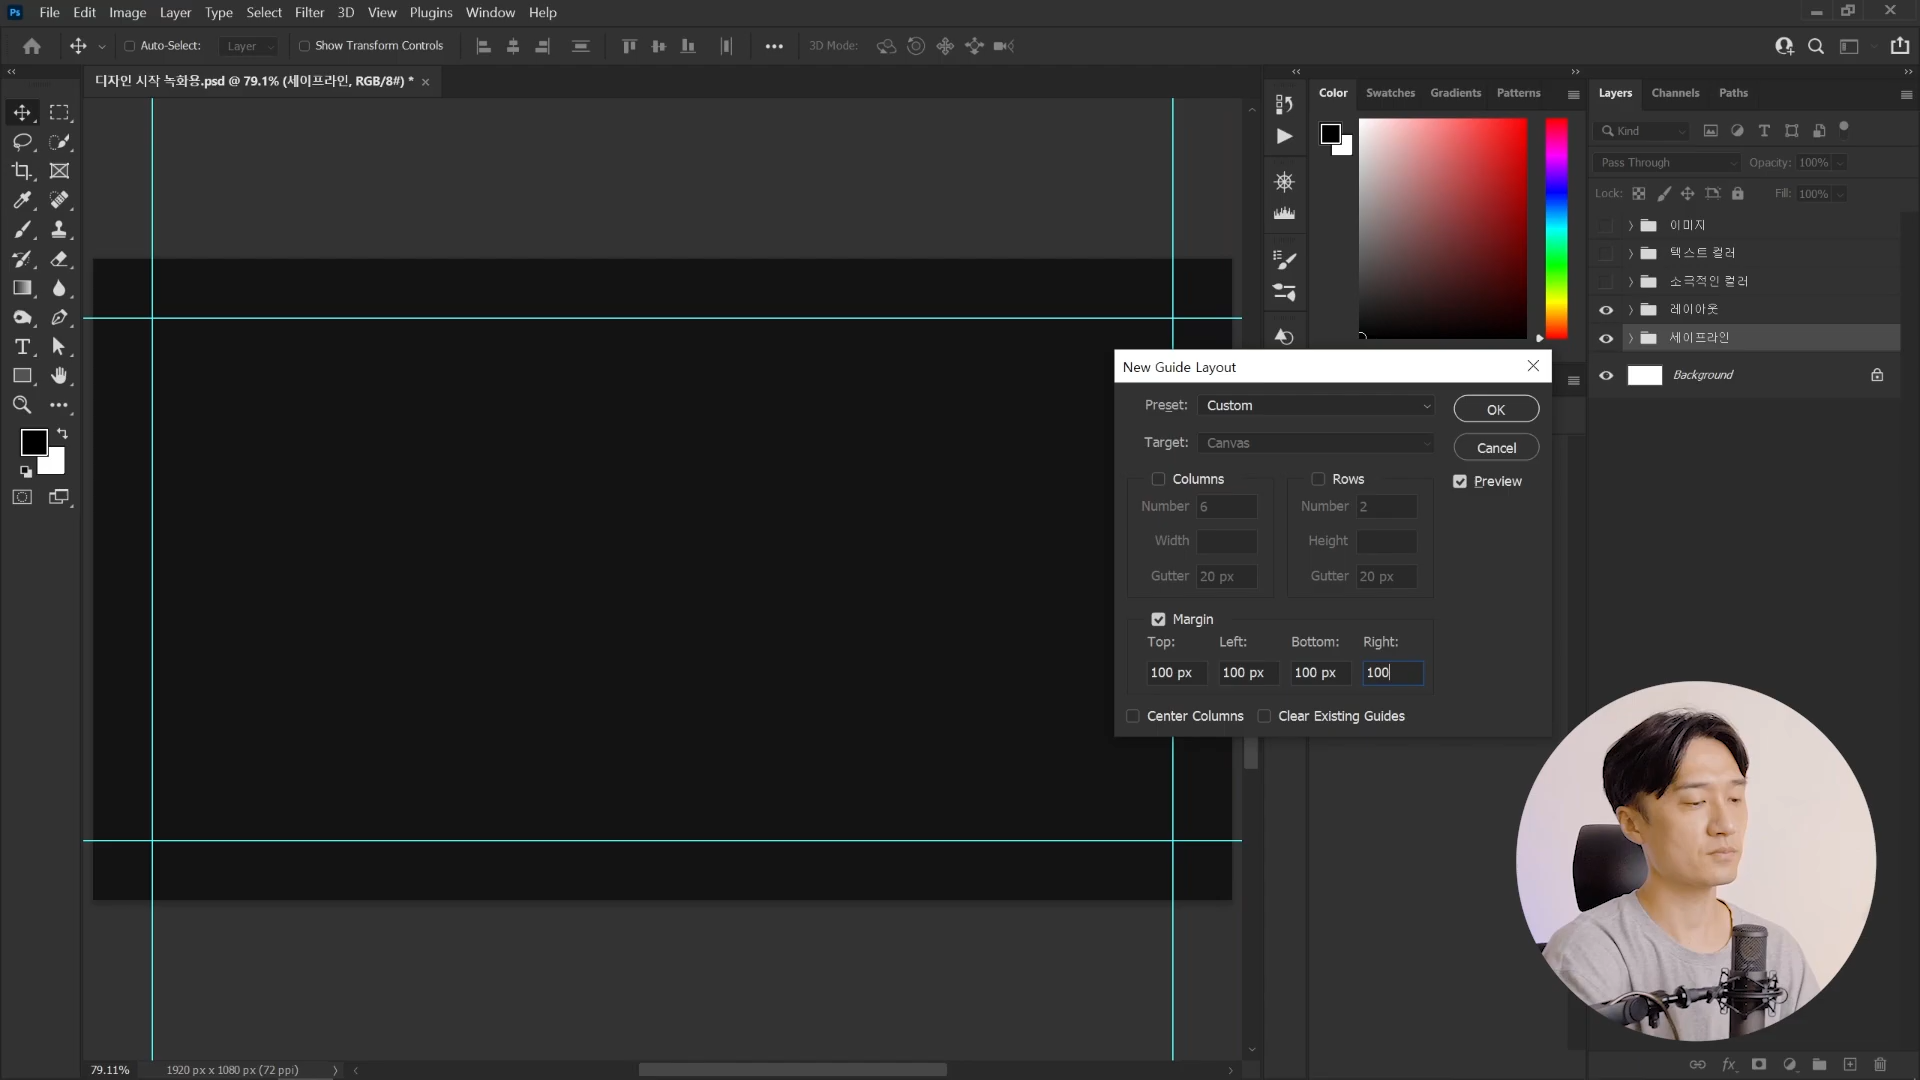 Ps File Edit Image Layer Type Select Filter 3D View Plugins Window Help
Auto-Select: Layer Show Transform Controls 3D Mode:
디자인 시작 녹화용.psd @ 79.1% (세이프라인, RGB/8#) *
Color Swatches Gradients Patterns
Layers Channels Paths
Kind
Pass Through Opacity: 100%
Lock: Fill: 100%
이미지
텍스트 컬러
소극적인 컬러
레이아웃
세이프라인
Background
New Guide Layout
Preset: Custom OK
Target: Canvas Cancel
Columns Rows Preview
Number 6 Number 2
Width Height
Gutter 20 px Gutter 20 px
Margin
Top: Left: Bottom: Right:
100 px 100 px 100 px 100
Center Columns Clear Existing Guides
79.11% 1920 px x 1080 px (72 ppi)
fx